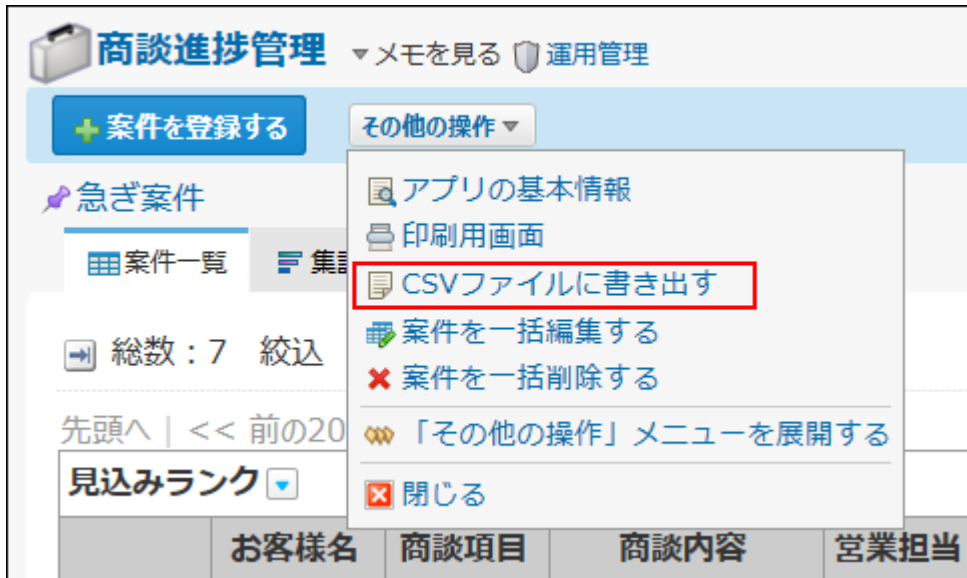 商談進捗管理 ▼メモを見る 運用管理
案件を登録する その他の操作▼
アプリの基本情報
急ぎ案件
印刷用画面
案件一覧
CSVファイルに書き出す
案件を一括編集する
総数：7 絞込
案件を一括削除する
先頭へ | << 前の20
「その他の操作」メニューを展開する
見込みランク
閉じる
お客様名 商談項目 商談内容 営業担当